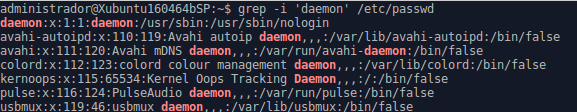 administrador@Xubuntu160464bSP:~$ grep -i 'daemon' /etc/passwd
daemon:x:1:1:daemon:/usr/sbin:/usr/sbin/nologin
avahi-autoipd:x:110:119:Avahi autoip daemon,,,:/var/lib/avahi-autoipd:/bin/false
avahi:x:111:120:Avahi mDNS daemon,,,:/var/run/avahi-daemon:/bin/false
colord:x:112:123:colord colour management daemon,,,:/var/lib/colord:/bin/false
kernoops:x:115:65534:Kernel Oops Tracking Daemon,,,:/:/bin/false
pulse:x:116:124:PulseAudio daemon,,,:/var/run/pulse:/bin/false
usbmux:x:119:46:usbmux daemon,,,:/var/lib/usbmux:/bin/false